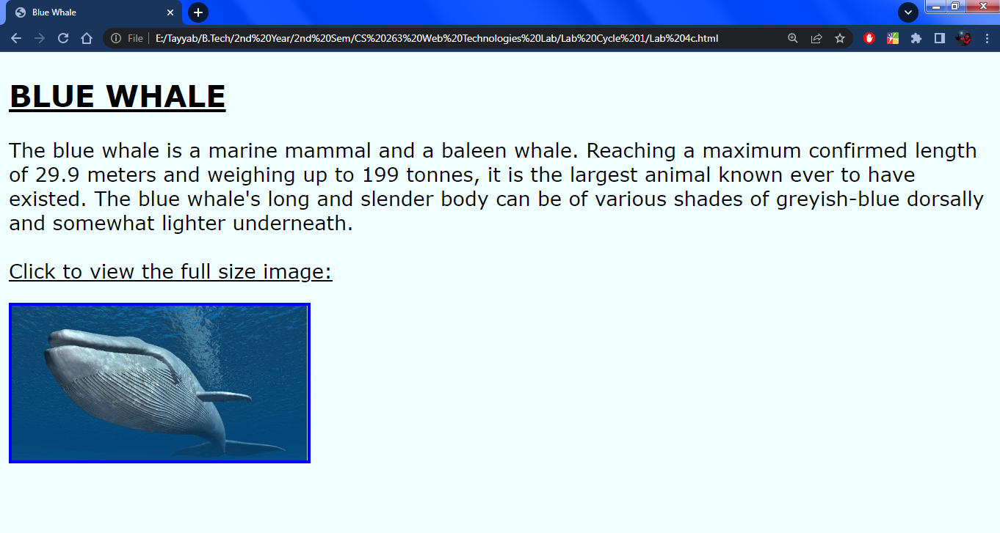 Blue Whale
File
E:/Tayyab/B.Tech/2nd%20Year/2nd%20Sem/CS%20263%20Web%20Technologies%20Lab/Lab%20Cycle%201/Lab%204c.html
BLUE WHALE
The blue whale is a marine mammal and a baleen whale. Reaching a maximum confirmed length
of 29.9 meters and weighing up to 199 tonnes, it is the largest animal known ever to have
existed. The blue whale's long and slender body can be of various shades of greyish-blue dorsally
and somewhat lighter underneath.
Click to view the full size image: